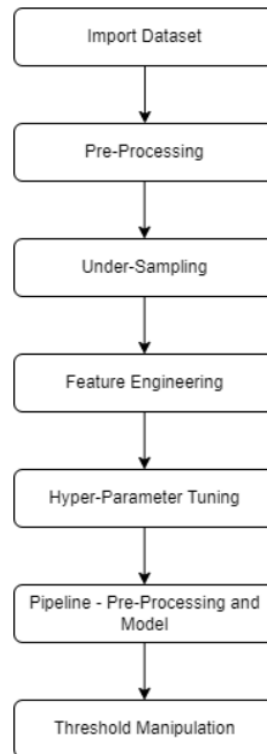 Import Dataset
Pre-Processing
Under-Sampling
Feature Engineering
Hyper-Parameter Tuning
Pipeline - Pre-Processing and
Model
Threshold Manipulation